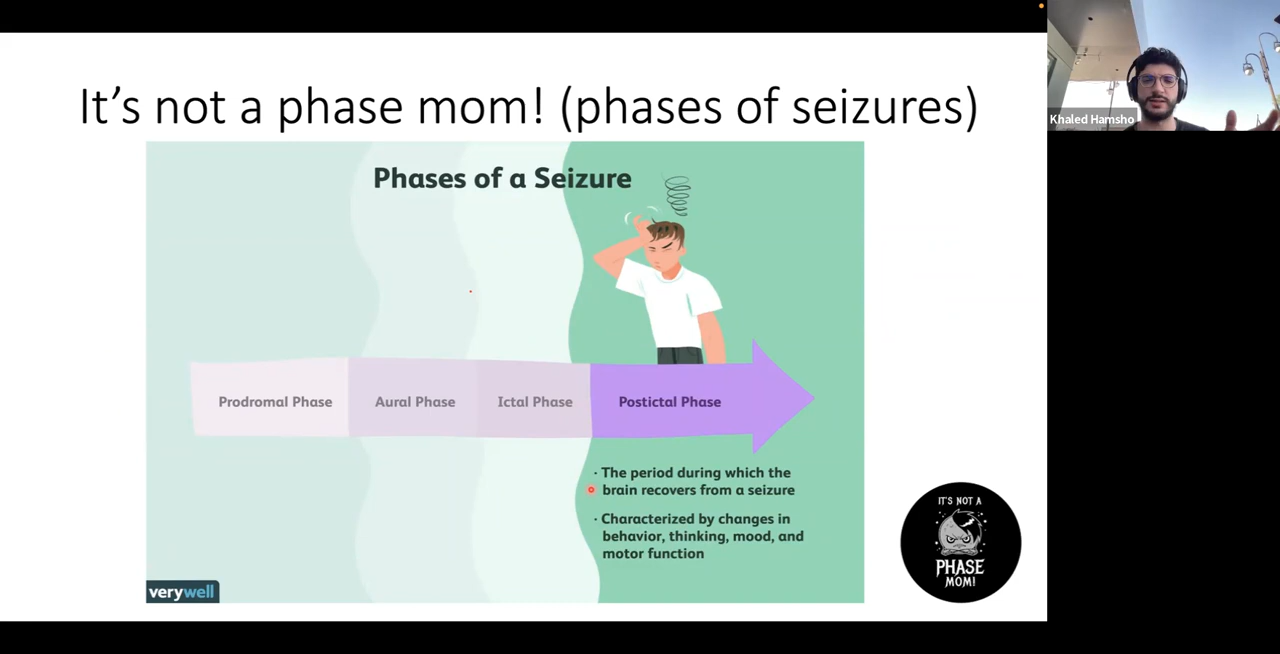 It's not a phase mom! (phases of seizures)
Khaled Hamsho
Phases of a Seizure
Prodromal Phase
Aural Phase
Ictal Phase
Postictal Phase
· The period during which the
brain recovers from a seizure
· Characterized by changes in
behavior, thinking, mood, and
motor function
verywell
IT'S NOT A
PHASE
MOM!